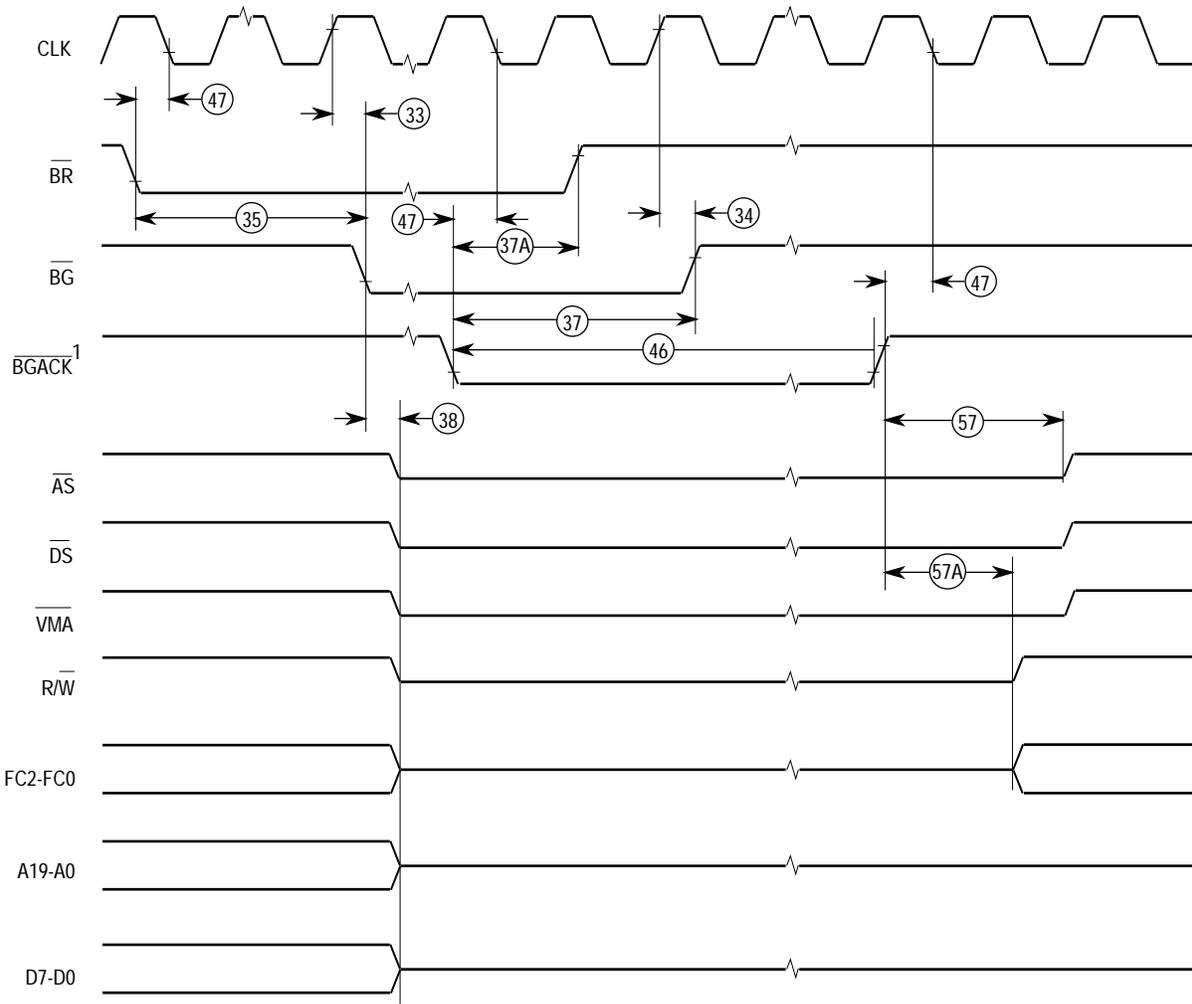 CLK
47
33
BR
35
47
37A
34
BG
47
37
BGACK1
46
38
57
AS
DS
57A
VMA
R/W
FC2-FC0
A19-A0
D7-D0